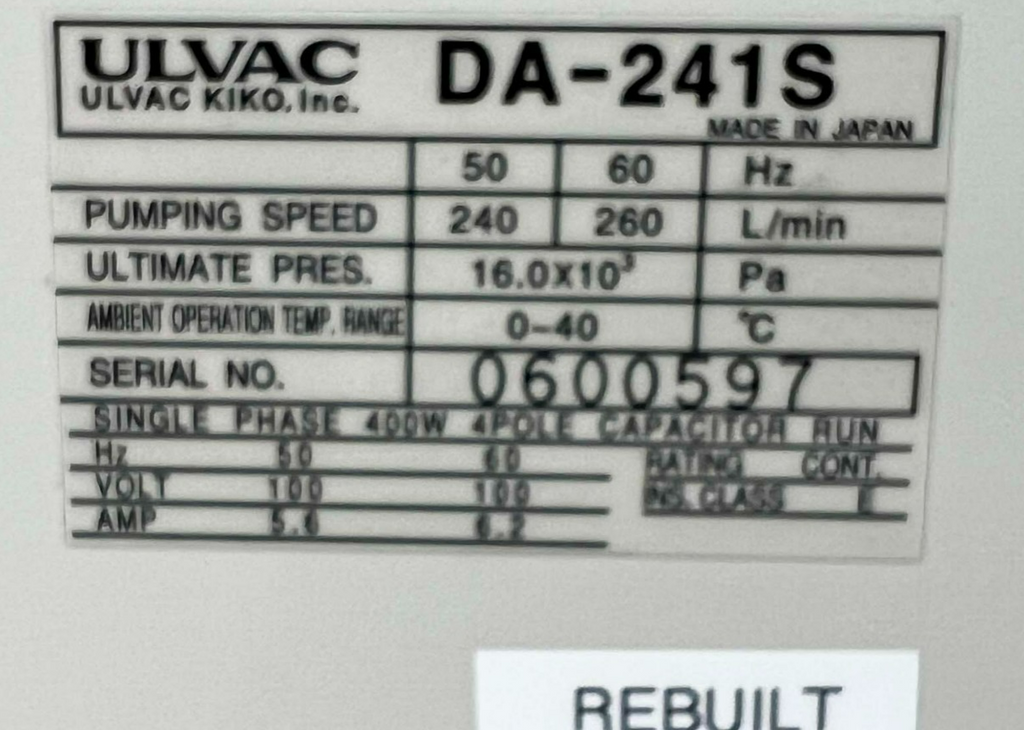 ULVAC DA-241S
ULVAC KIKO, Inc.
MADE IN JAPAN
50 60 Hz
PUMPING SPEED 240 260 L/min
ULTIMATE PRES. 16.0X10³ Pa
AMBIENT OPERATION TEMP. RANGE 0-40 ℃
SERIAL NO. 0600597
SINGLE PHASE 400W 4POLE CAPACITOR RUN
Hz 50 60 RATING CONT.
VOLT 100 100 INS. CLASS E
AMP 5.6 6.2
REBUILT